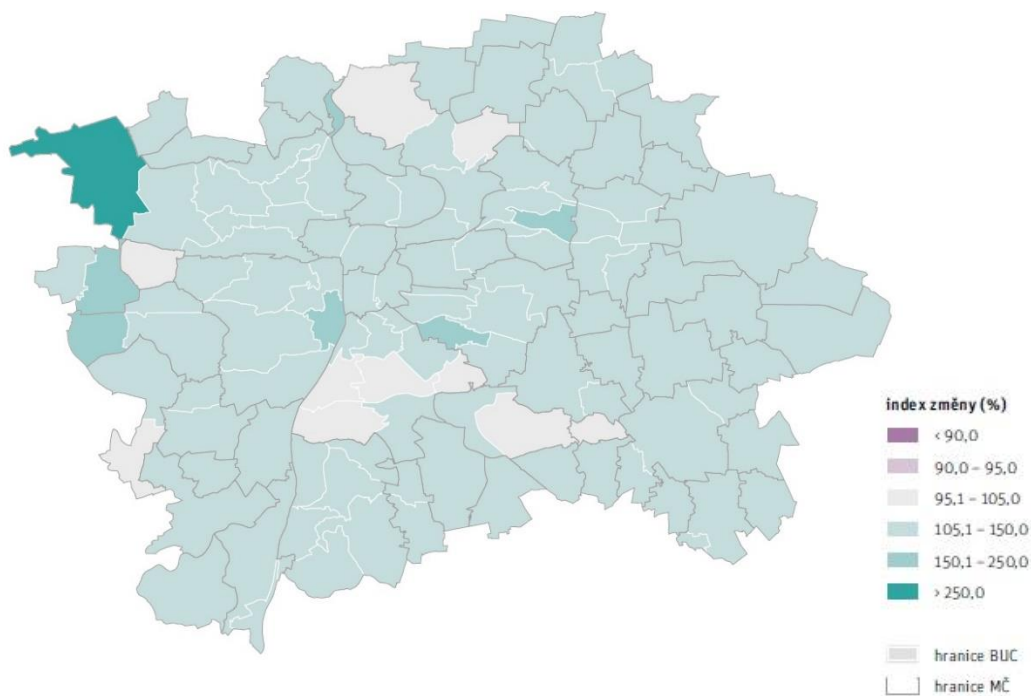 index změny (%)
< 90,0
90,0 – 95,0
95,1 – 105,0
105,1 – 150,0
150,1 – 250,0
> 250,0
hranice BUC
hranice MČ